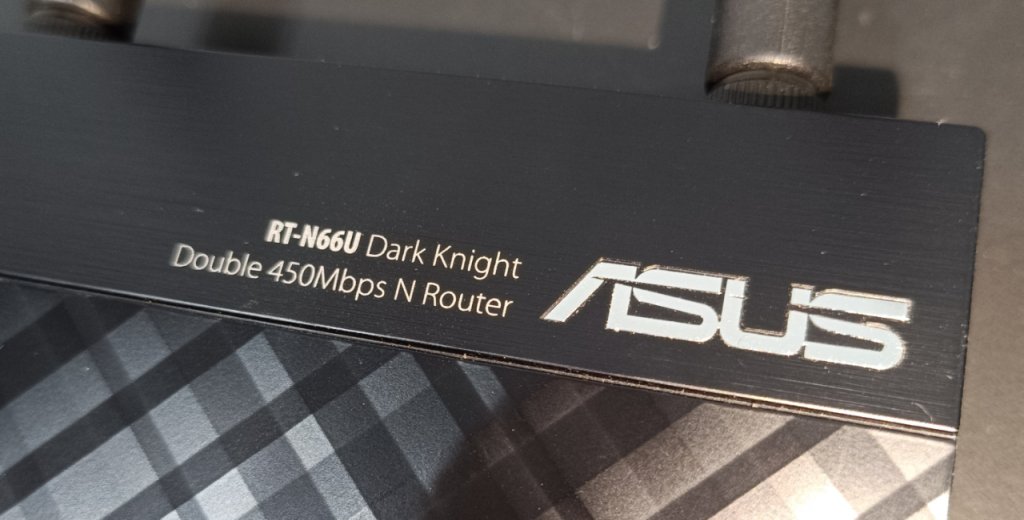 RT-N66U Dark Knight
Double 450Mbps N Router
ASUS